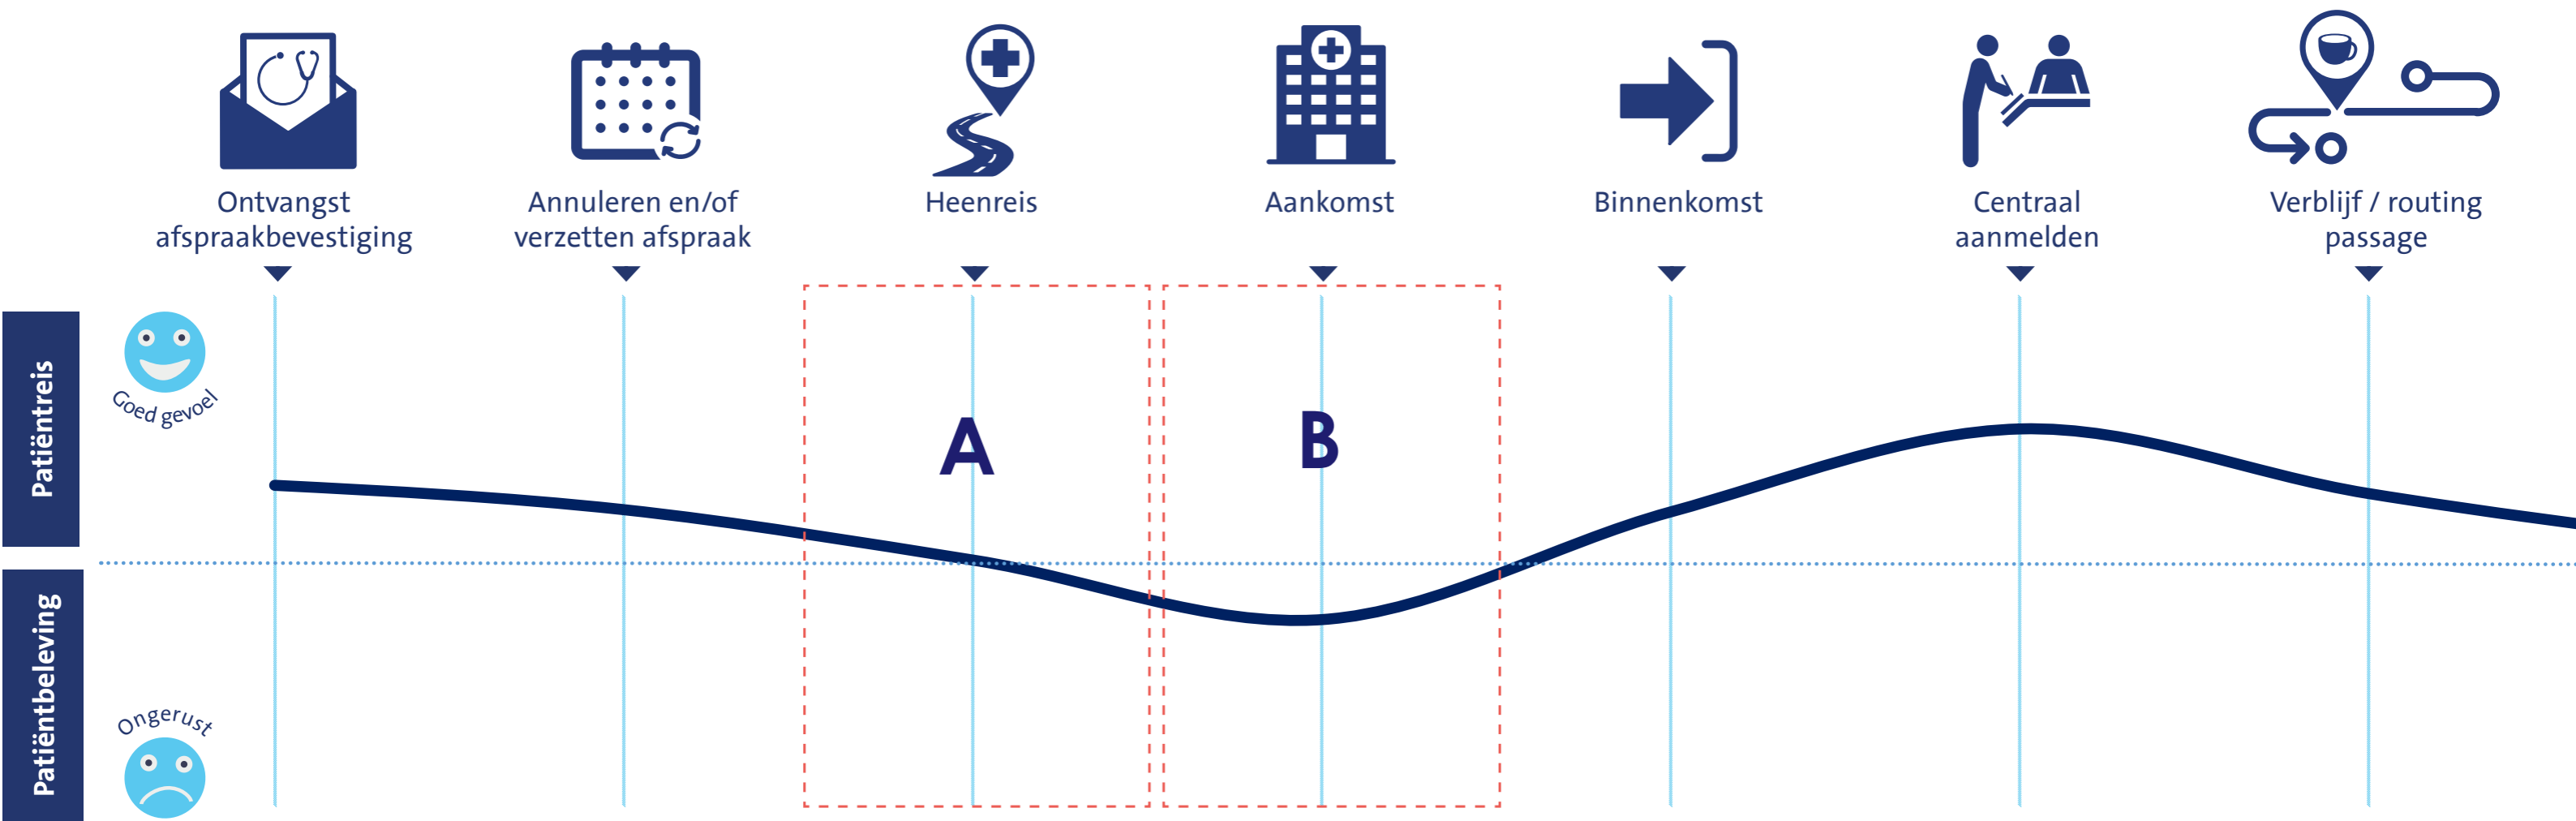 Ontvangst
afspraakbevestiging
Annuleren en/of
verzetten afspraak
Heenreis
Aankomst
Binnenkomst
Centraal
aanmelden
Verblijf / routing
passage
Patiëntreis
Goed gevoel
A
B
Patiëntbeleving
Ongerust